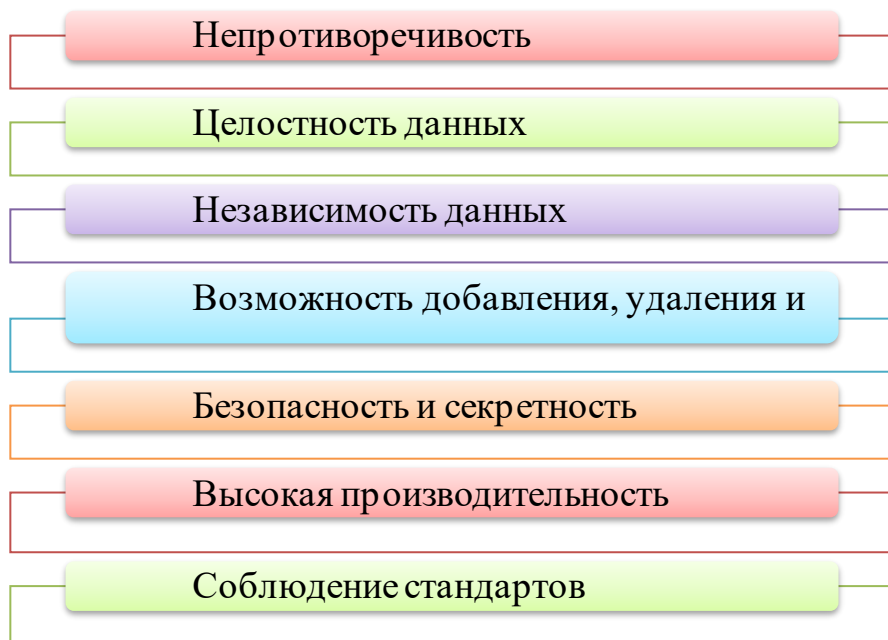 Непротиворечивость
Целостность данных
Независимость данных
Возможность добавления, удаления и
Безопасность и секретность
Высокая производительность
Соблюдение стандартов